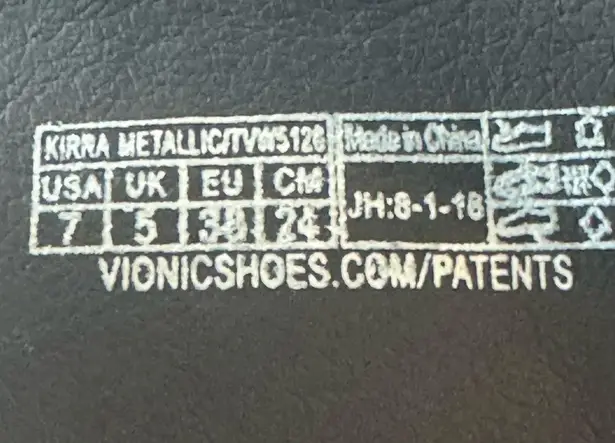 KIRRA METALLIC/TVW5126 Made in China
USA UK EU CM
JH:8-1-18
7 5 38 24
VIONICSHOES.COM/PATENTS